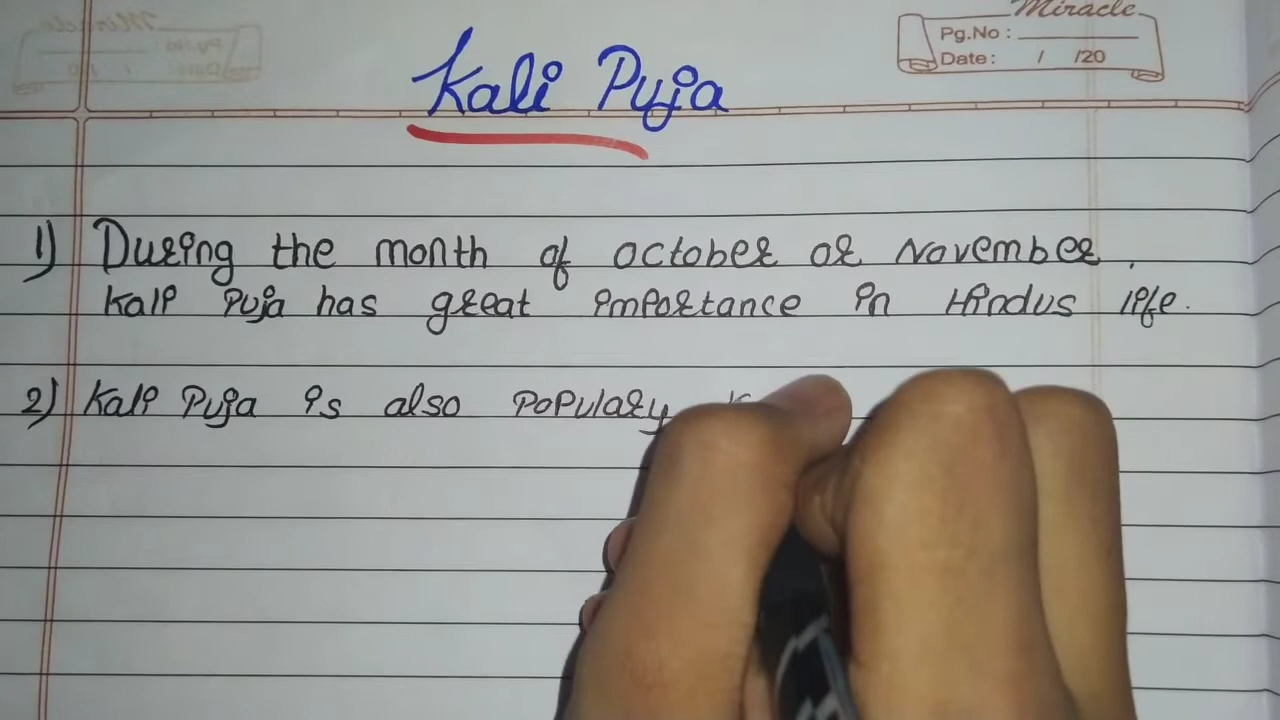 Miracle
Pg.No :
Date: / /20
Kali Puja
1) During the month of October or November.
Kali Puja has great importance in Hindus life.
2) Kali Puja is also Populary